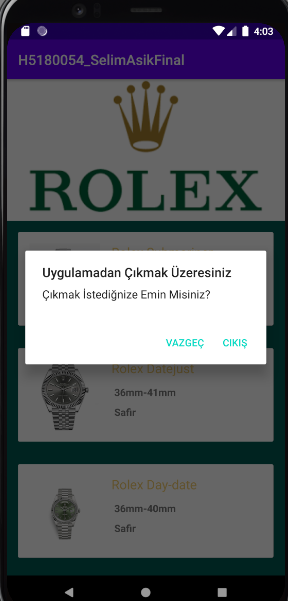 4:03
H5180054_SelimAsikFinal
ROLEX
Uygulamadan Çıkmak Üzeresiniz
Çıkmak İstediğnize Emin Misiniz?
VAZGEÇ CIKIŞ
Rolex Datejust
36mm-41mm
Safir
Rolex Day-date
36mm-40mm
Safir